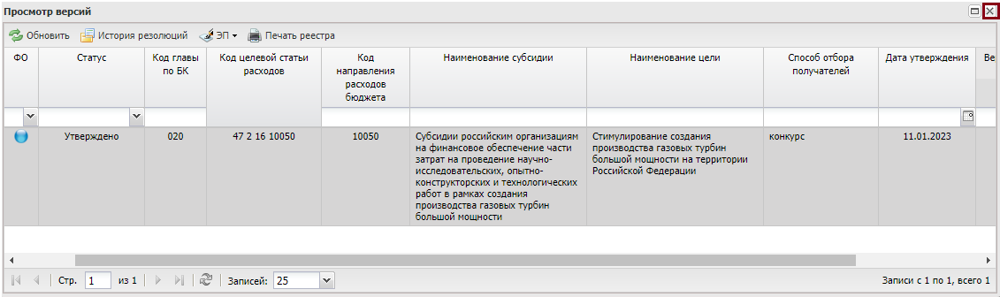 Просмотр версий
Обновить История резолюций ЭП Печать реестра
ФО
Статус
Код главы
по БК
Код целевой статьи
расходов
Код
направления
расходов
бюджета
Наименование субсидии
Наименование цели
Способ отбора
получателей
Дата утверждения
Ве
Утверждено
020
47 2 16 10050
10050
Субсидии российским организациям
на финансовое обеспечение части
затрат на проведение научно-
исследовательских, опытно-
конструкторских и технологических
работ в рамках создания
производства газовых турбин
большой мощности
Стимулирование создания
производства газовых турбин
большой мощности на территории
Российской Федерации
конкурс
11.01.2023
Стр. 1 из 1 Записей: 25 Записи с 1 по 1, всего 1